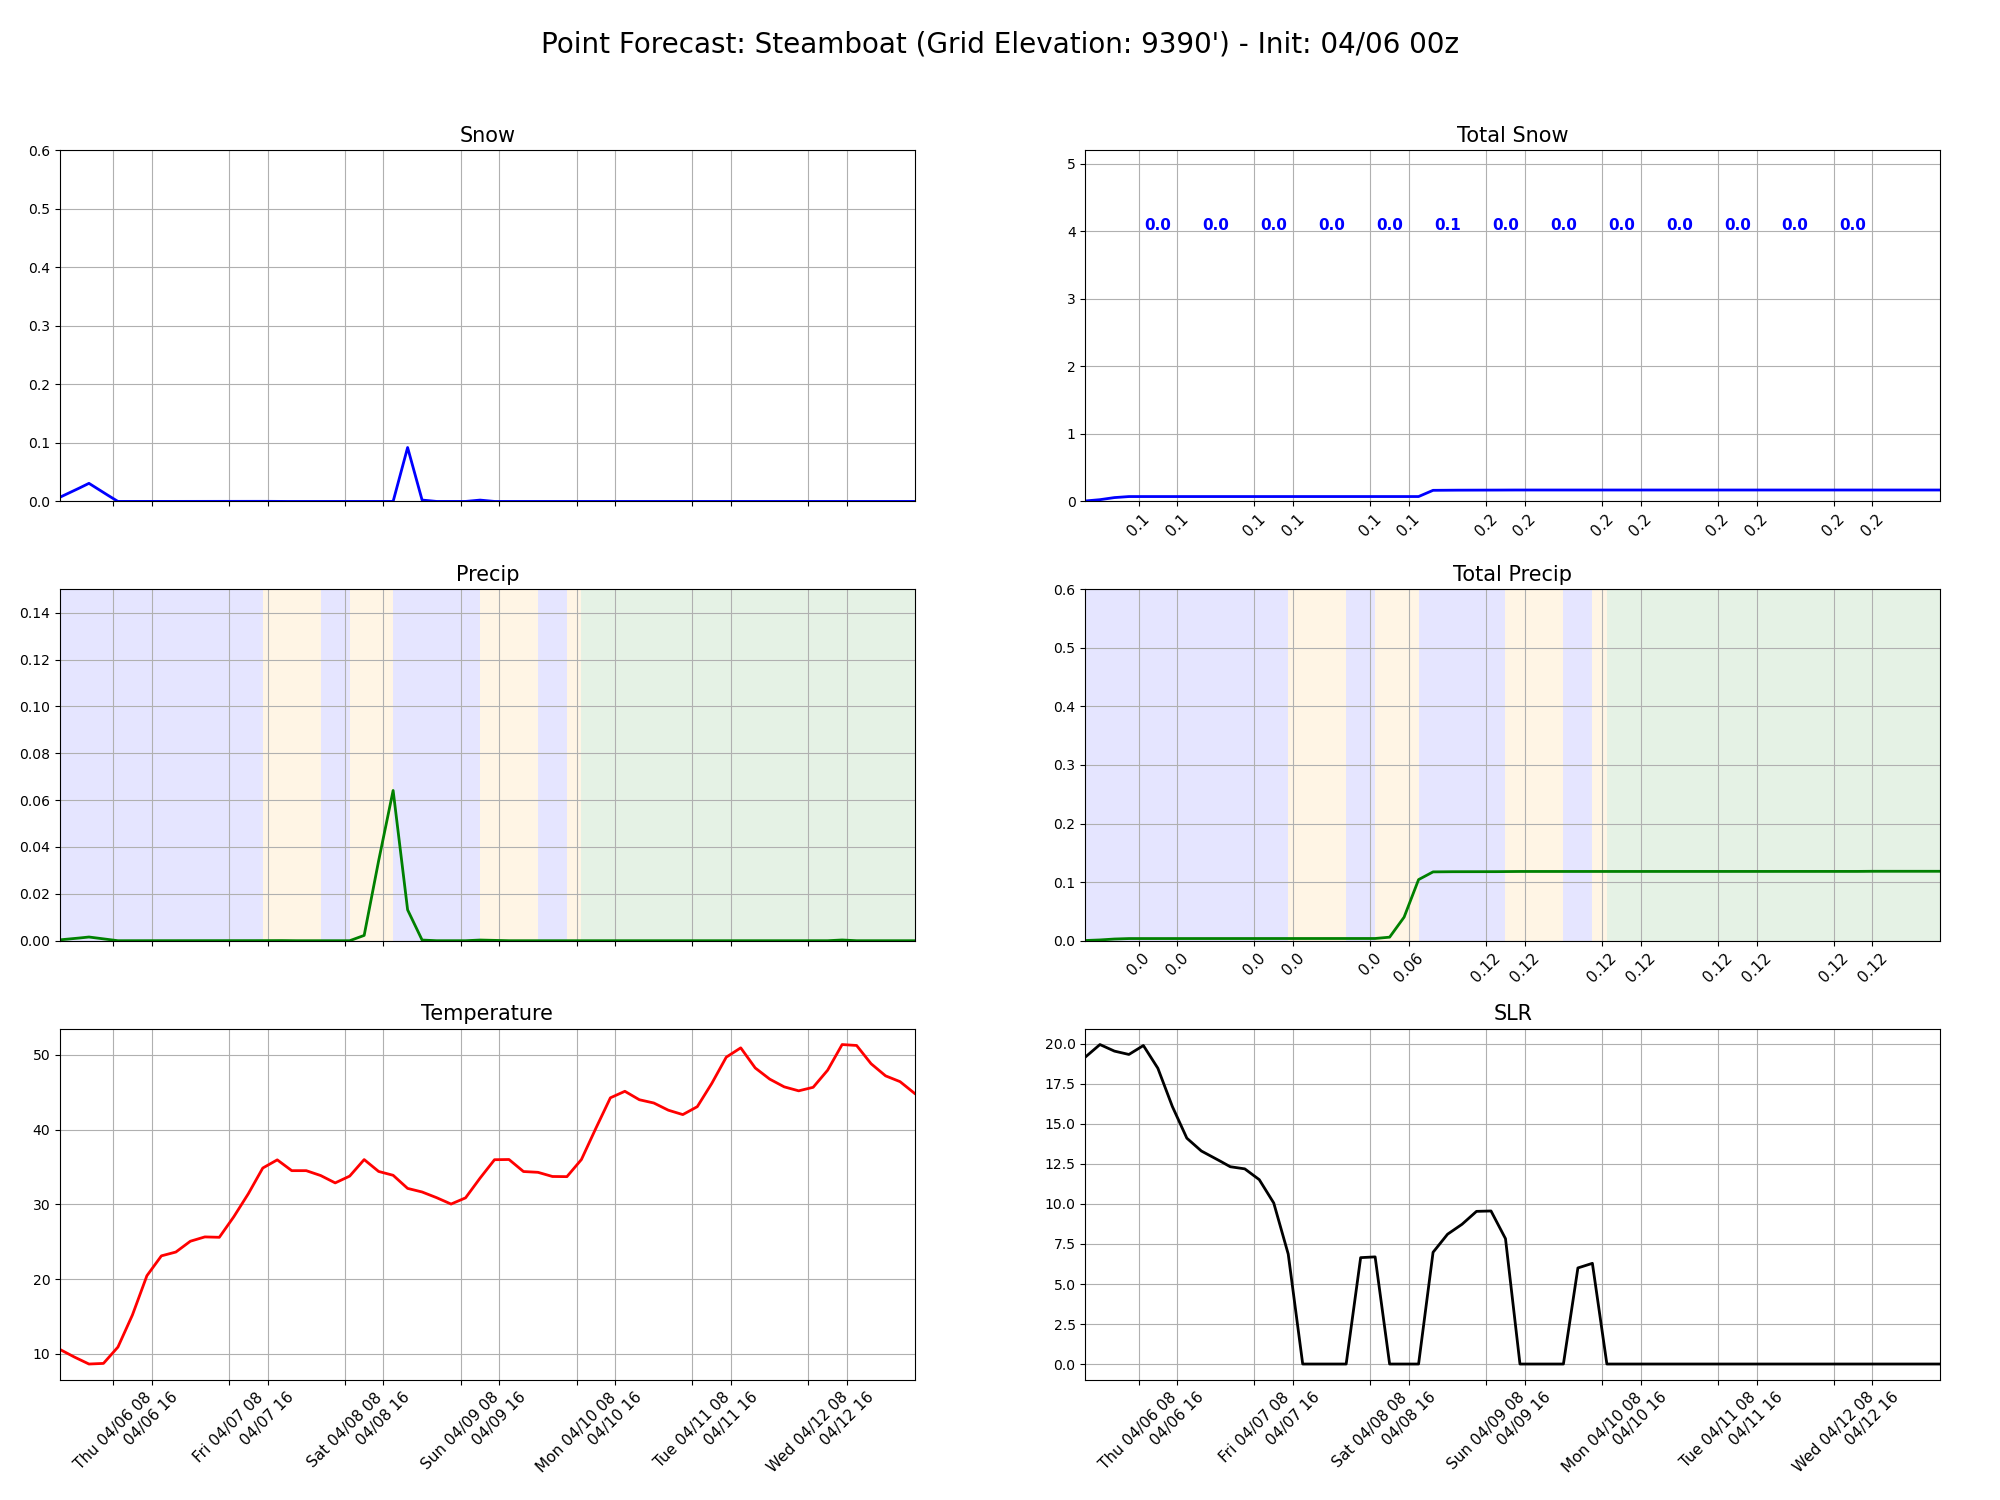 Point Forecast: Steamboat (Grid Elevation: 9390') - Init: 04/06 00z
Snow
0.6
0.5
0.4
0.3
0.2
0.1
0.0
Total Snow
5
4
3
2
1
0
0.0 0.0 0.0 0.0 0.0 0.1 0.0 0.0 0.0 0.0 0.0 0.0 0.0
0.1 0.1 0.1 0.1 0.1 0.1 0.2 0.2 0.2 0.2 0.2 0.2 0.2 0.2
Precip
0.14
0.12
0.10
0.08
0.06
0.04
0.02
0.00
Total Precip
0.6
0.5
0.4
0.3
0.2
0.1
0.0
0.0 0.0 0.0 0.0 0.0 0.06 0.12 0.12 0.12 0.12 0.12 0.12 0.12 0.12
Temperature
50
40
30
20
10
Thu 04/06 08
04/06 16
Fri 04/07 08
04/07 16
Sat 04/08 08
04/08 16
Sun 04/09 08
04/09 16
Mon 04/10 08
04/10 16
Tue 04/11 08
04/11 16
Wed 04/12 08
04/12 16
SLR
20.0
17.5
15.0
12.5
10.0
7.5
5.0
2.5
0.0
Thu 04/06 08
04/06 16
Fri 04/07 08
04/07 16
Sat 04/08 08
04/08 16
Sun 04/09 08
04/09 16
Mon 04/10 08
04/10 16
Tue 04/11 08
04/11 16
Wed 04/12 08
04/12 16